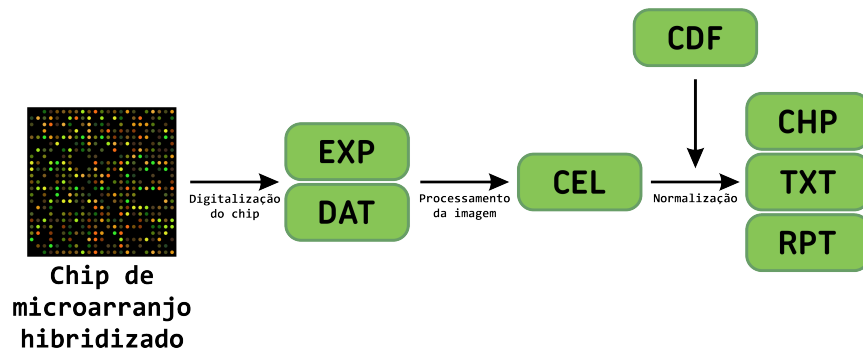 CDF
EXP
DAT
CEL
CHP
TXT
RPT
Digitalização
do chip
Processamento
da imagem
Normalização
Chip de
microarranjo
hibridizado